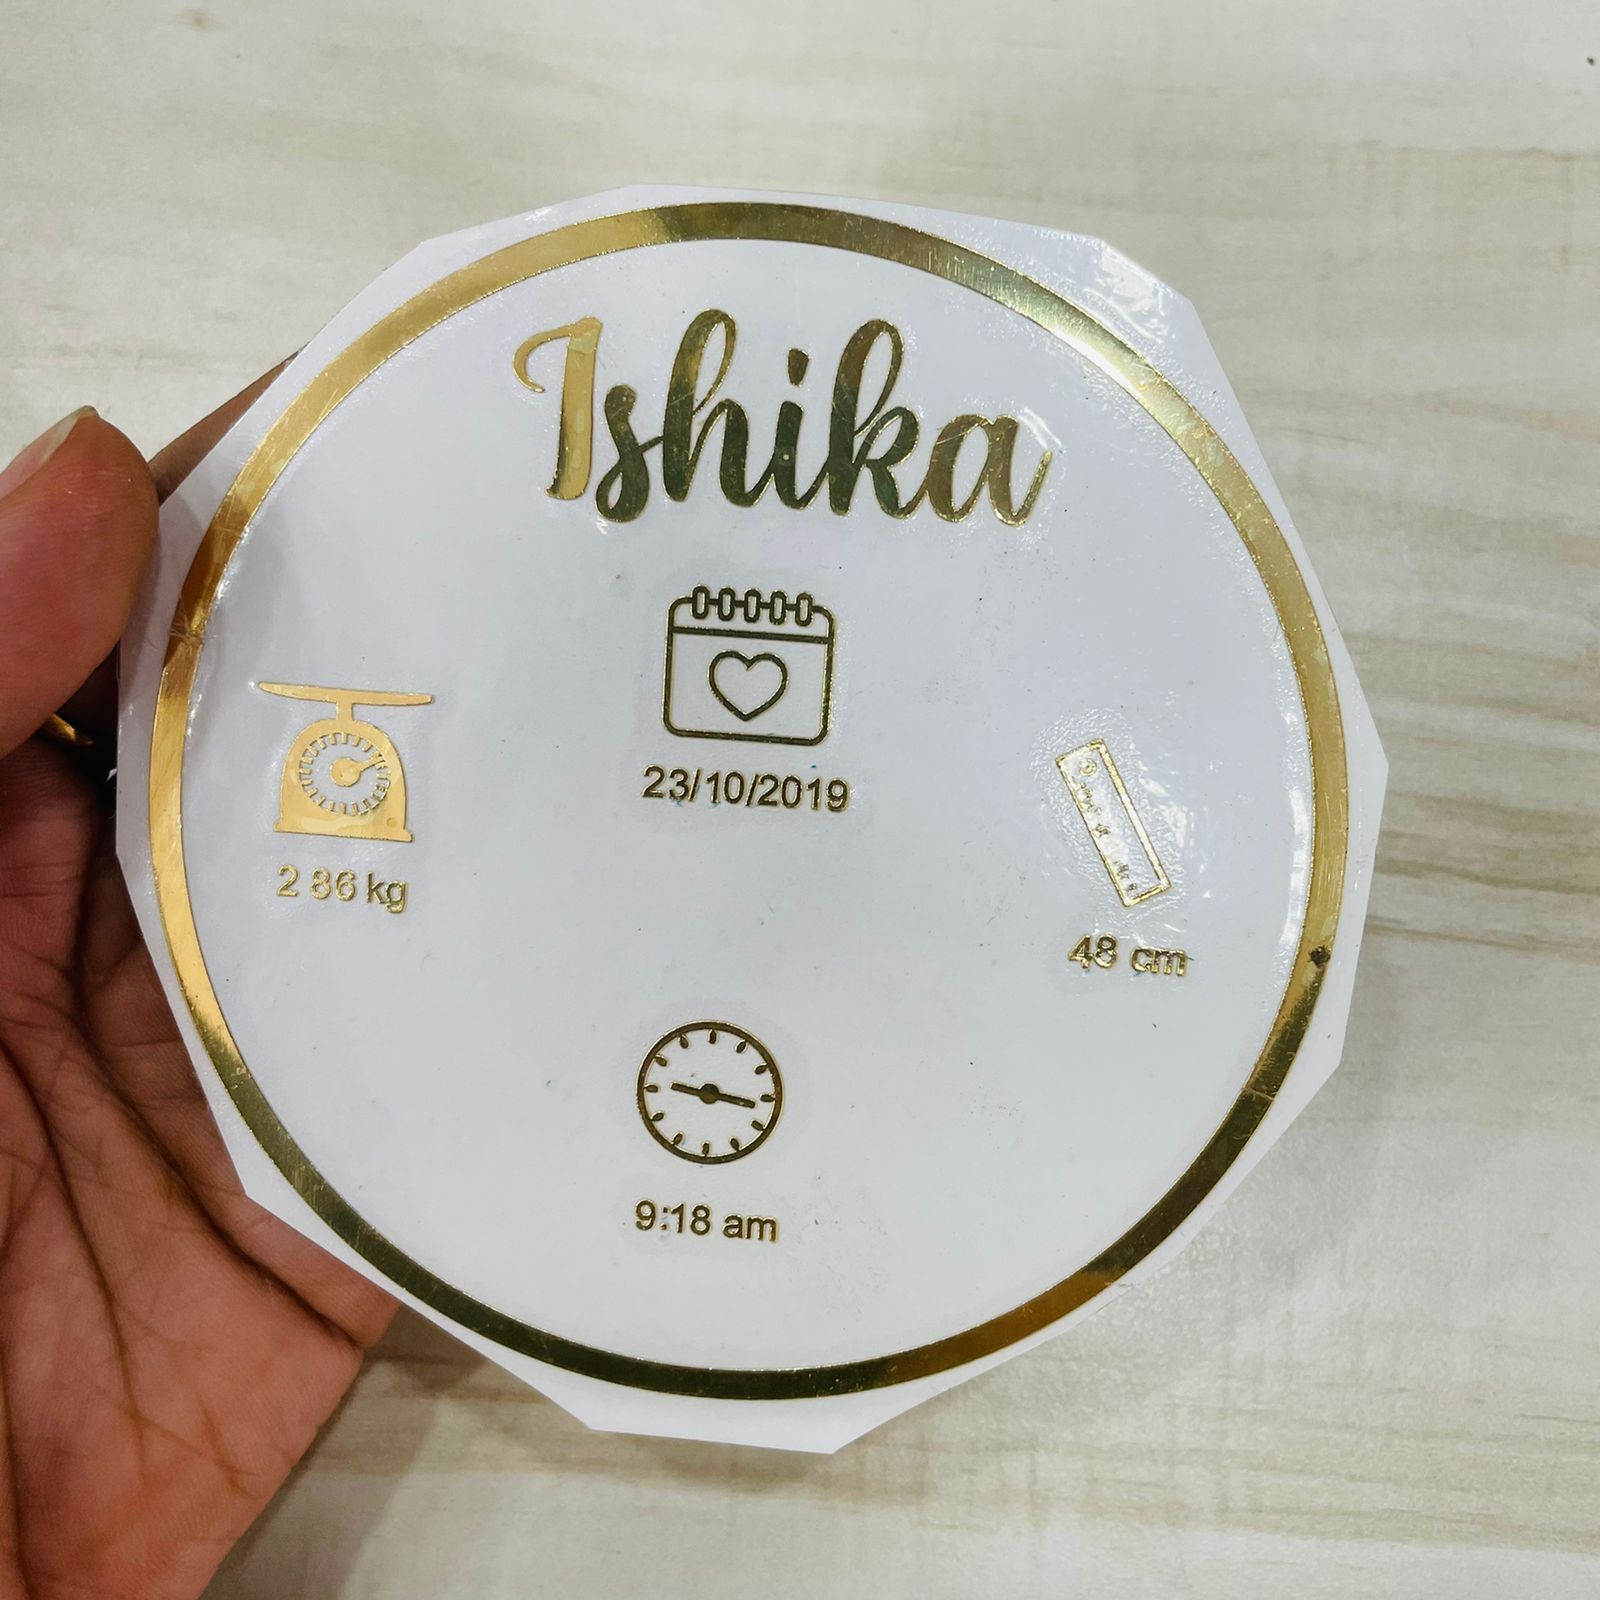 Ishika
23/10/2019
2 86 kg
48 cm
9:18 am